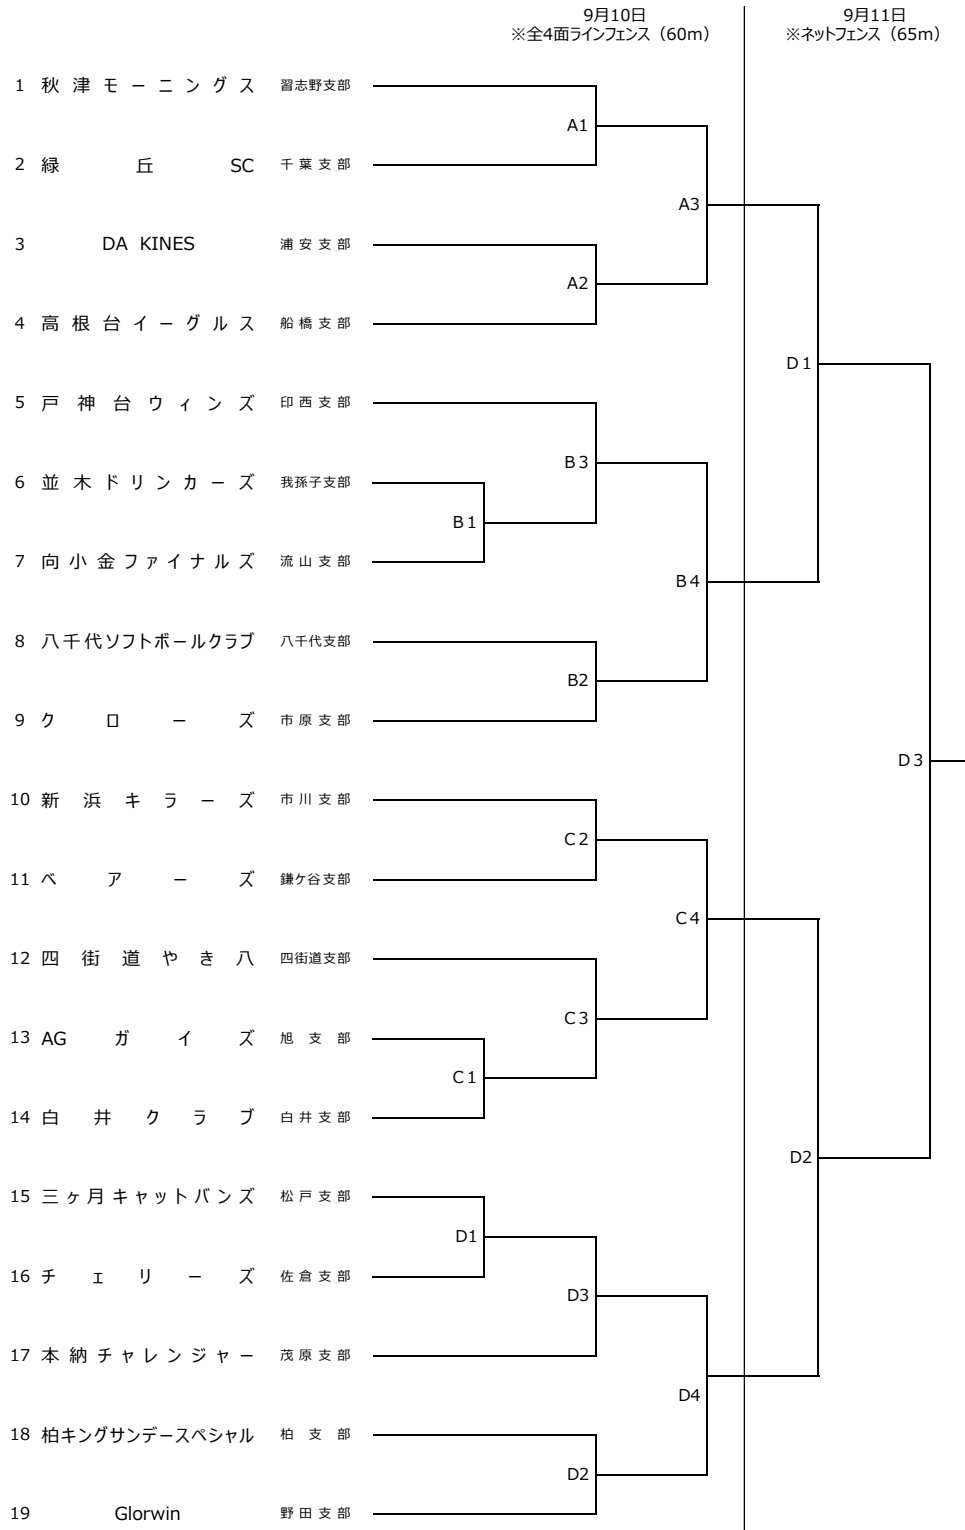 9月10日
※全4面ラインフェンス（60m）
9月11日
※ネットフェンス（65m）
1 秋津モーニングス 習志野支部
A1
2 緑丘SC 千葉支部
A3
3 DA KINES 浦安支部
A2
4 高根台イーグルス 船橋支部
D1
5 戸神台ウィンズ 印西支部
B3
6 並木ドリンカーズ 我孫子支部
B1
7 向小金ファイナルズ 流山支部
B4
8 八千代ソフトボールクラブ 八千代支部
B2
9 クローズ 市原支部
D3
10 新浜キラーズ 市川支部
C2
11 ベアーズ 鎌ケ谷支部
C4
12 四街道やき八 四街道支部
C3
13 AGガイズ 旭支部
C1
14 白井クラブ 白井支部
D2
15 三ヶ月キャットバンズ 松戸支部
D1
16 チェリーズ 佐倉支部
D3
17 本納チャレンジャー 茂原支部
D4
18 柏キングサンデースペシャル 柏支部
D2
19 Glorwin 野田支部